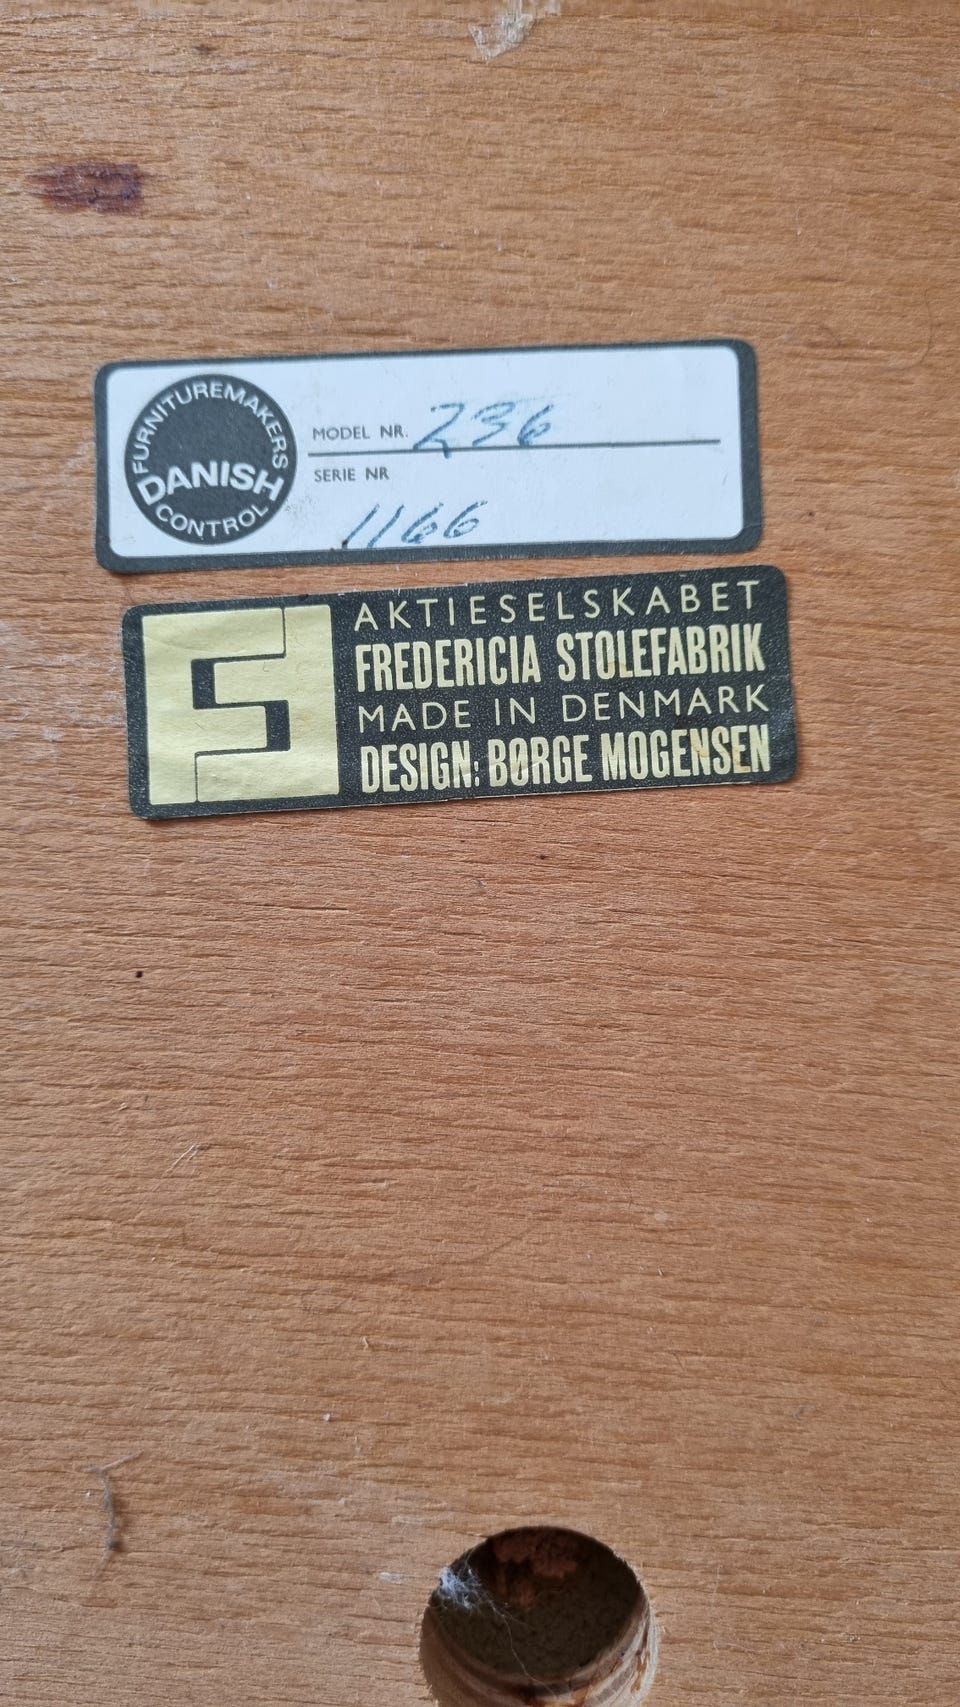 FURNITUREMAKERS
DANISH
CONTROL
MODEL NR. 236
SERIE NR
1166
AKTIESELSKABET
FREDERICIA STOLEFABRIK
MADE IN DENMARK
DESIGN: BØRGE MOGENSEN